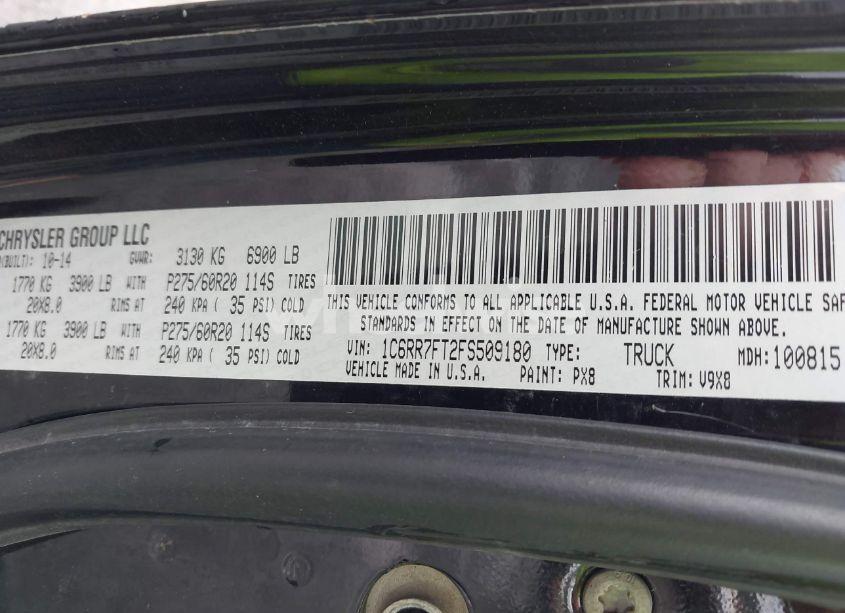 CHRYSLER GROUP LLC
(BUILT): 10-14 GVWR: 3130 KG 6900 LB
1770 KG 3900 LB WITH P275/60R20 114S TIRES
20X8.0 RIMS AT 240 KPA ( 35 PSI) COLD
1770 KG 3900 LB WITH P275/60R20 114S TIRES
20X8.0 RIMS AT 240 KPA ( 35 PSI) COLD
THIS VEHICLE CONFORMS TO ALL APPLICABLE U.S.A. FEDERAL MOTOR VEHICLE SAF
STANDARDS IN EFFECT ON THE DATE OF MANUFACTURE SHOWN ABOVE.
VIN: 1C6RR7FT2FS509180 TYPE: TRUCK MDH: 100815
VEHICLE MADE IN U.S.A. PAINT: PX8 TRIM: V9X8